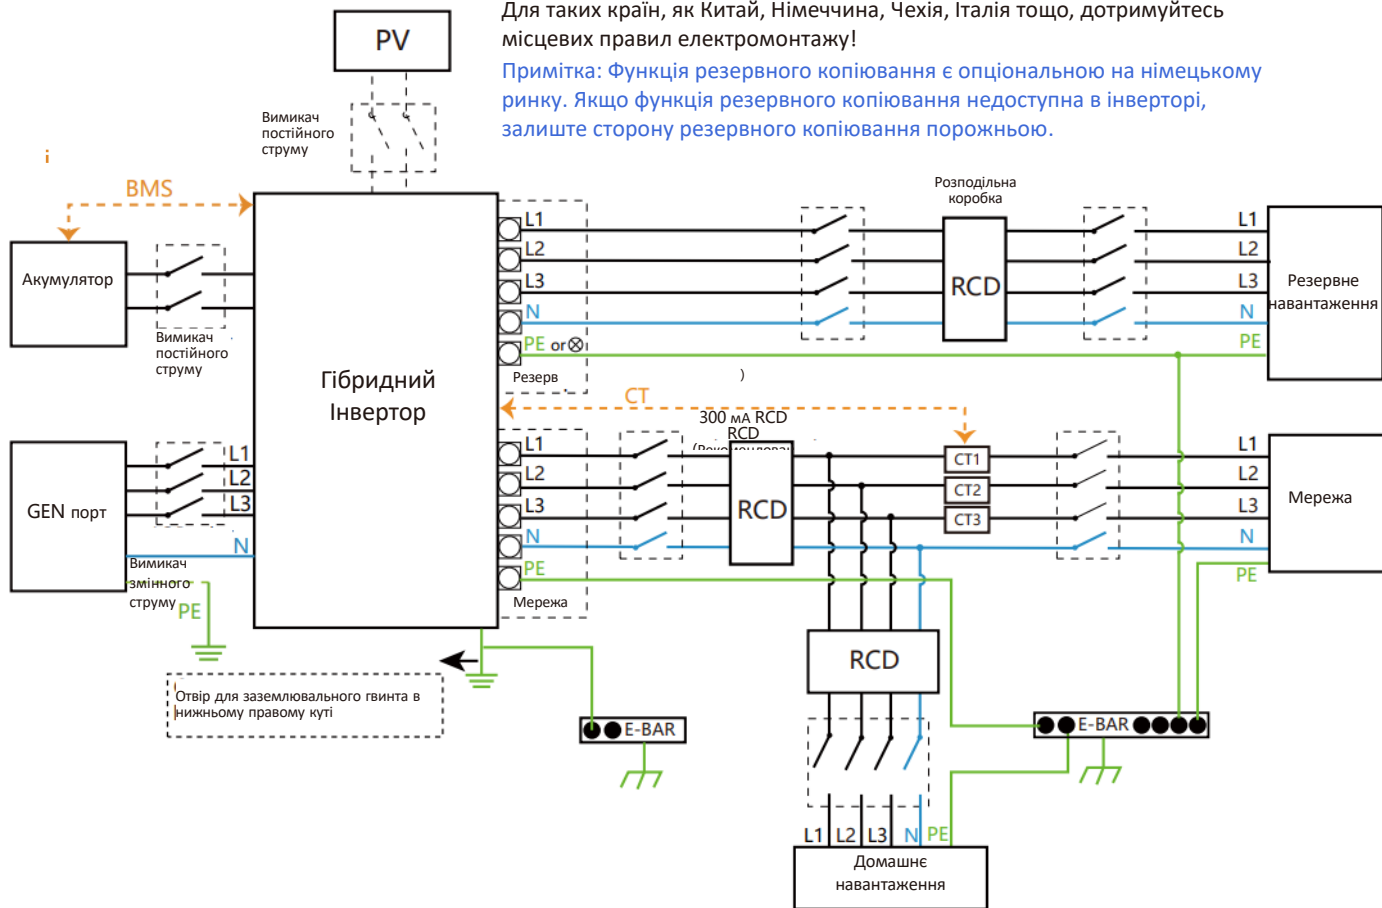 Для таких країн, як Китай, Німеччина, Чехія, Італія тощо, дотримуйтесь
місцевих правил електромонтажу!
Примітка: Функція резервного копіювання є опціональною на німецькому
ринку. Якщо функція резервного копіювання недоступна в інверторі,
залиште сторону резервного копіювання порожньою.
PV
Вимикач
постійного
струму
BMS
Акумулятор
Вимикач
постійного
струму
Гібридний
Інвертор
L1
L2
L3
N
PE or
Резерв
)
Розподільна
коробка
RCD
L1
L2
L3
N
PE
Резервне
навантаження
CT
300 мА RCD
RCD
GEN порт
L1
L2
L3
N
Вимикач
змінного
струму
PE
L1
L2
L3
N
PE
Мережа
RCD
CT1
CT2
CT3
L1
L2
L3
N
PE
Мережа
Отвір для заземлювального гвинта в
нижньому правому куті
E-BAR
RCD
E-BAR
L1 L2 L3 N PE
Домашнє
навантаження